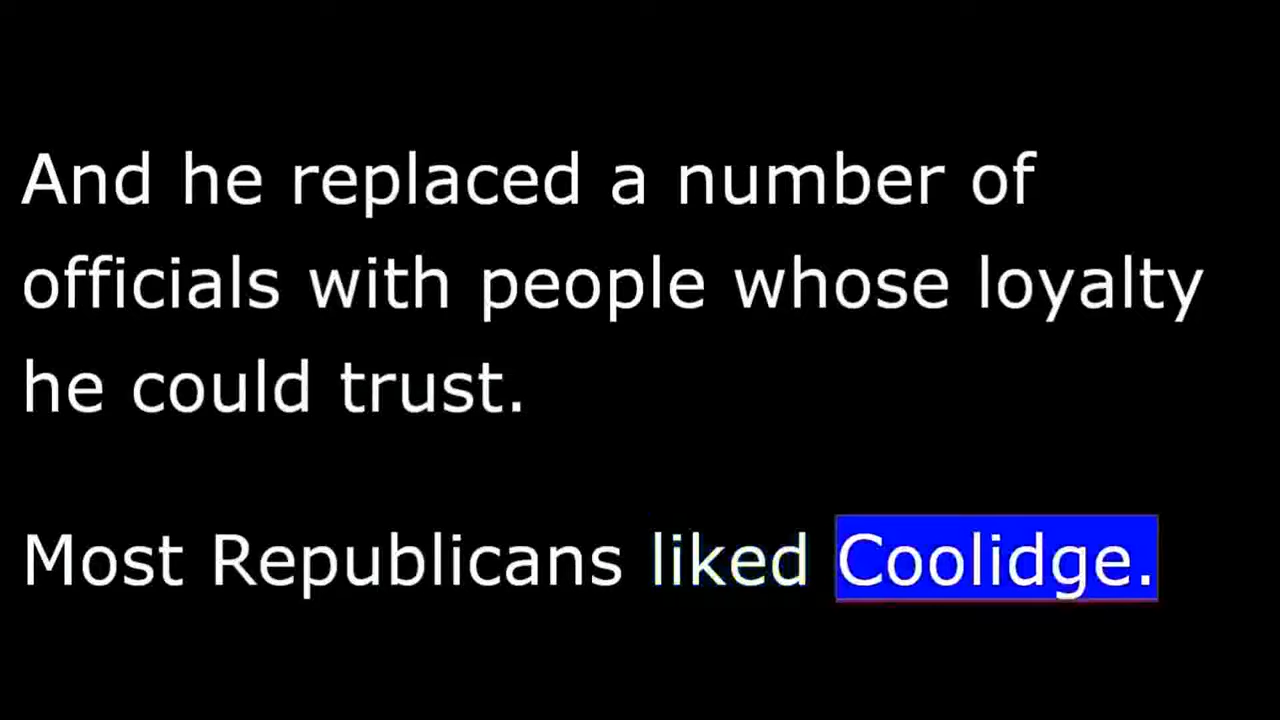 And he replaced a number of
officials with people whose loyalty
he could trust.
Most Republicans liked Coolidge.